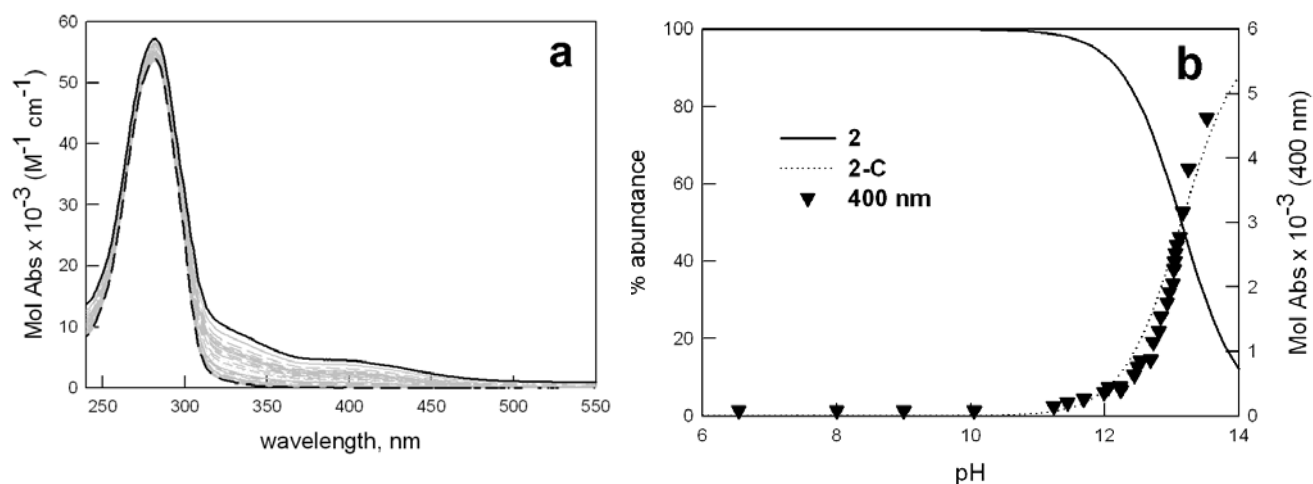 a
Mol Abs x 10⁻³ (M⁻¹ cm⁻¹)
60
50
40
30
20
10
0
250 300 350 400 450 500 550
wavelength, nm
b
% abundance
100
80
60
40
20
0
2
2-C
400 nm
6
5
4
3
2
1
0
Mol Abs x 10⁻³ (400 nm)
6 8 10 12 14
pH